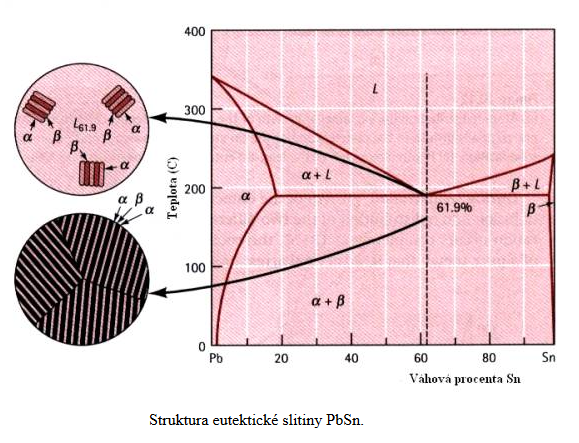 400
300
200
100
0
Teplota (C)
L
α + L
α
β + L
β
61.9%
α + β
Pb
20
40
60
80
Sn
Váhová procenta Sn
L61.9
α
β
β
α
β
α
α
β
α
Struktura eutektické slitiny PbSn.